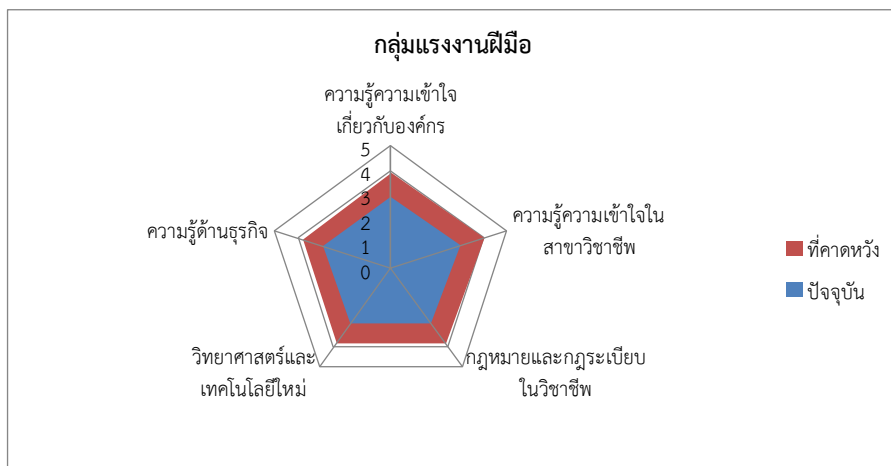 กลุ่มแรงงานฝีมือ
ความรู้ความเข้าใจ
เกี่ยวกับองค์กร
5
4
3
2
1
0
ความรู้ความเข้าใจใน
สาขาวิชาชีพ
กฎหมายและกฎระเบียบ
ในวิชาชีพ
วิทยาศาสตร์และ
เทคโนโลยีใหม่
ความรู้ด้านธุรกิจ
ที่คาดหวัง
ปัจจุบัน